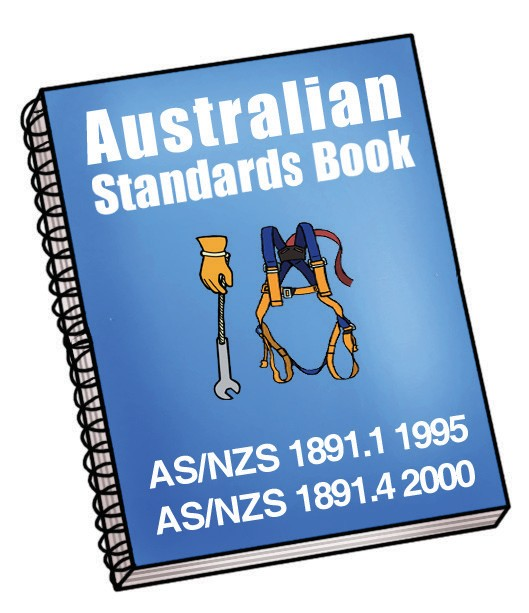 Australian
Standards Book
AS/NZS 1891.1 1995
AS/NZS 1891.4 2000